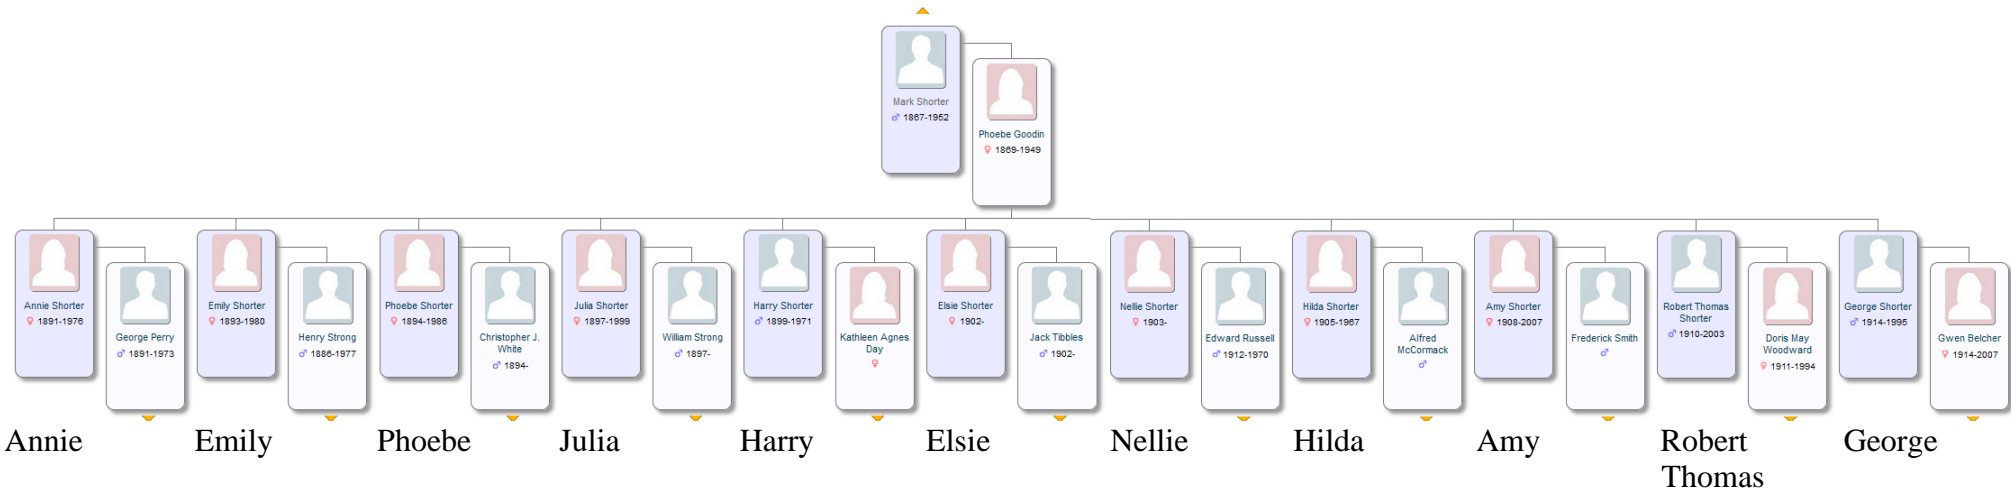 Mark Shorter
♂ 1867-1952
Phoebe Goodin
♀ 1869-1949
Annie Shorter
♀ 1891-1976
George Perry
♂ 1891-1973
Emily Shorter
♀ 1893-1980
Henry Strong
♂ 1886-1977
Phoebe Shorter
♀ 1894-1986
Christopher J.
White
♂ 1894-
Julia Shorter
♀ 1897-1999
William Strong
♂ 1897-
Harry Shorter
♂ 1899-1971
Kathleen Agnes
Day
♀
Elsie Shorter
♀ 1902-
Jack Tibbles
♂ 1902-
Nellie Shorter
♀ 1903-
Edward Russell
♂ 1912-1970
Hilda Shorter
♀ 1905-1967
Alfred
McCormack
♂
Amy Shorter
♀ 1908-2007
Frederick Smith
♂
Robert Thomas
Shorter
♂ 1910-2003
Doris May
Woodward
♀ 1911-1994
George Shorter
♂ 1914-1995
Gwen Belcher
♀ 1914-2007
Annie
Emily
Phoebe
Julia
Harry
Elsie
Nellie
Hilda
Amy
Robert
Thomas
George